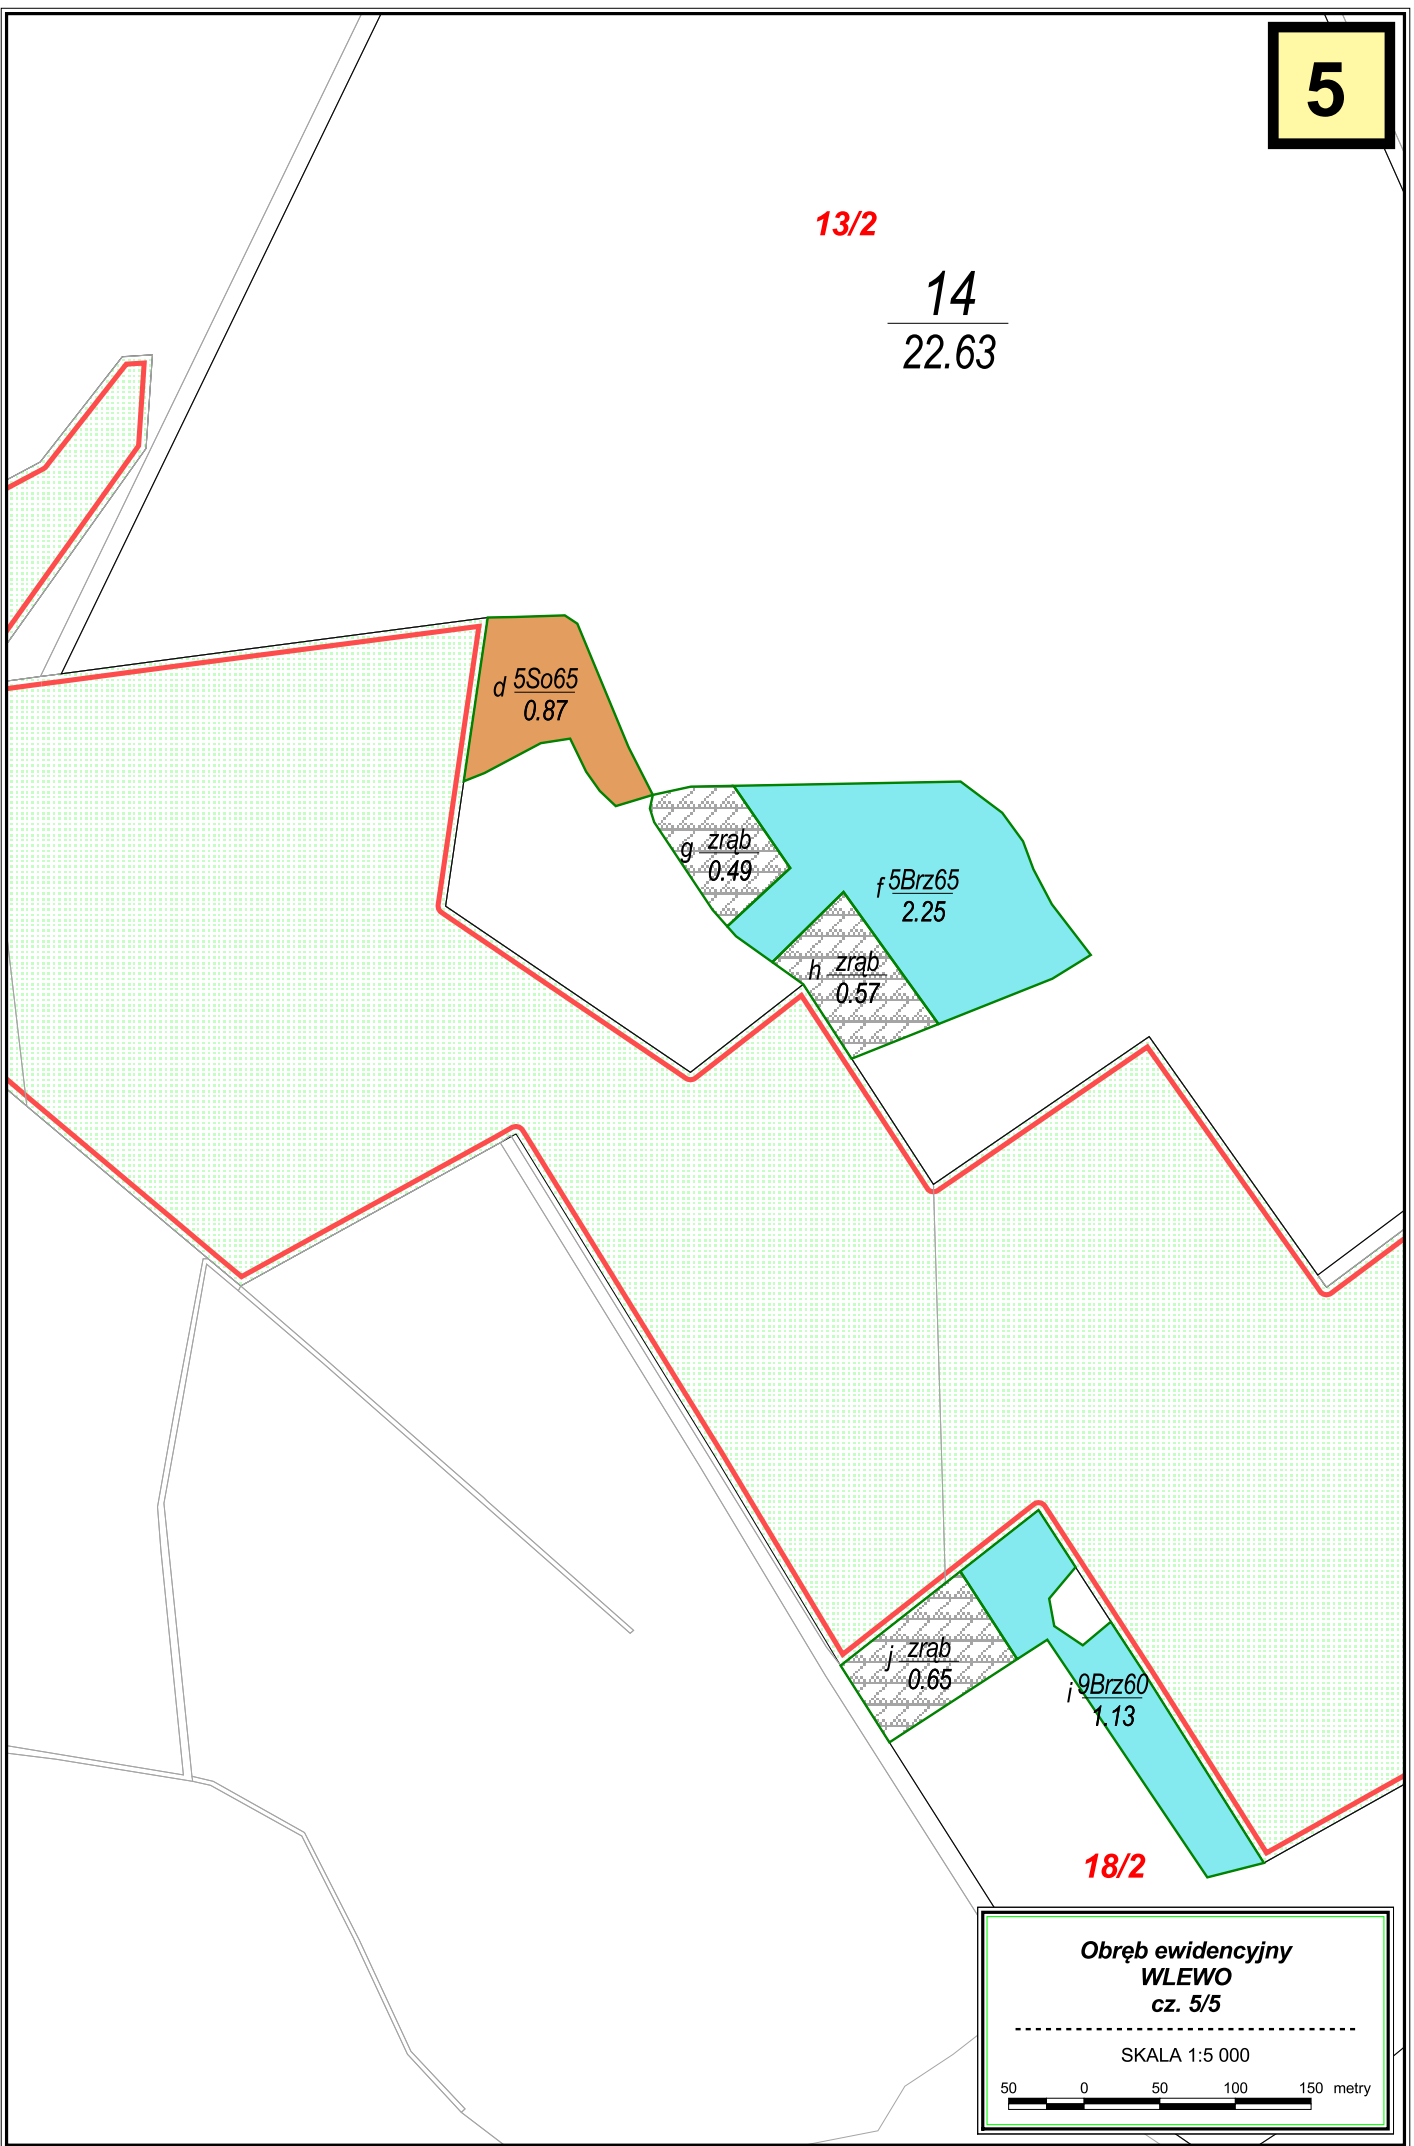 5
13/2
14
22.63
d 5So65
0.87
g zrąb
0.49
f 5Brz65
2.25
h zrąb
0.57
j zrąb
0.65
i 9Brz60
1.13
18/2
Obręb ewidencyjny
WLEWO
cz. 5/5
SKALA 1:5 000
50 0 50 100 150 metry